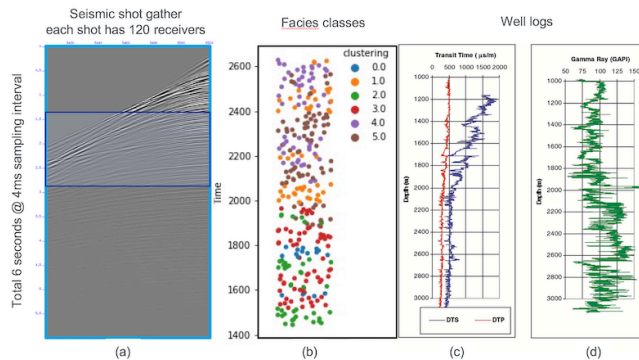 Seismic shot gather
each shot has 120 receivers
Facies classes
Well logs
Total 6 seconds @ 4ms sampling interval
clustering
0.0
1.0
2.0
3.0
4.0
5.0
2600
2400
2200
2000
1800
1600
1400
time
Transit Time ( μs/m)
0 500 1000 1500 2000
1000
1200
1400
1600
1800
2000
2200
2400
2600
2800
3000
Depth (m)
DTS DTP
Gamma Ray (GAPI)
50 75 100 125 150
1000
1200
1400
1600
1800
2000
2200
2400
2600
2800
3000
Depth (m)
(a) (b) (c) (d)